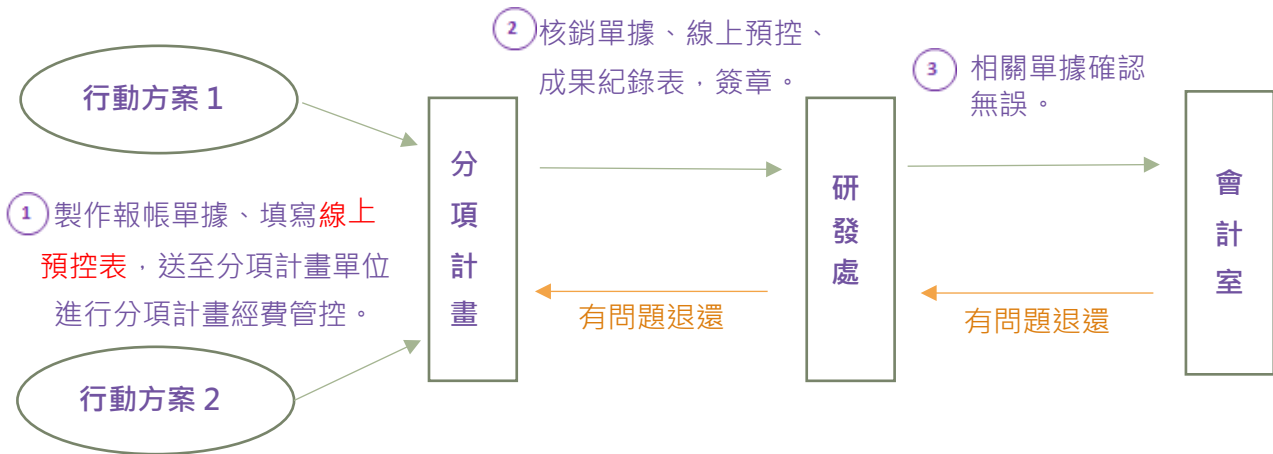 行動方案 1
① 製作報帳單據、填寫線上
預控表，送至分項計畫單位
進行分項計畫經費管控。
行動方案 2
分項計畫
② 核銷單據、線上預控、
成果紀錄表，簽章。
有問題退還
研發處
③ 相關單據確認
無誤。
有問題退還
會計室